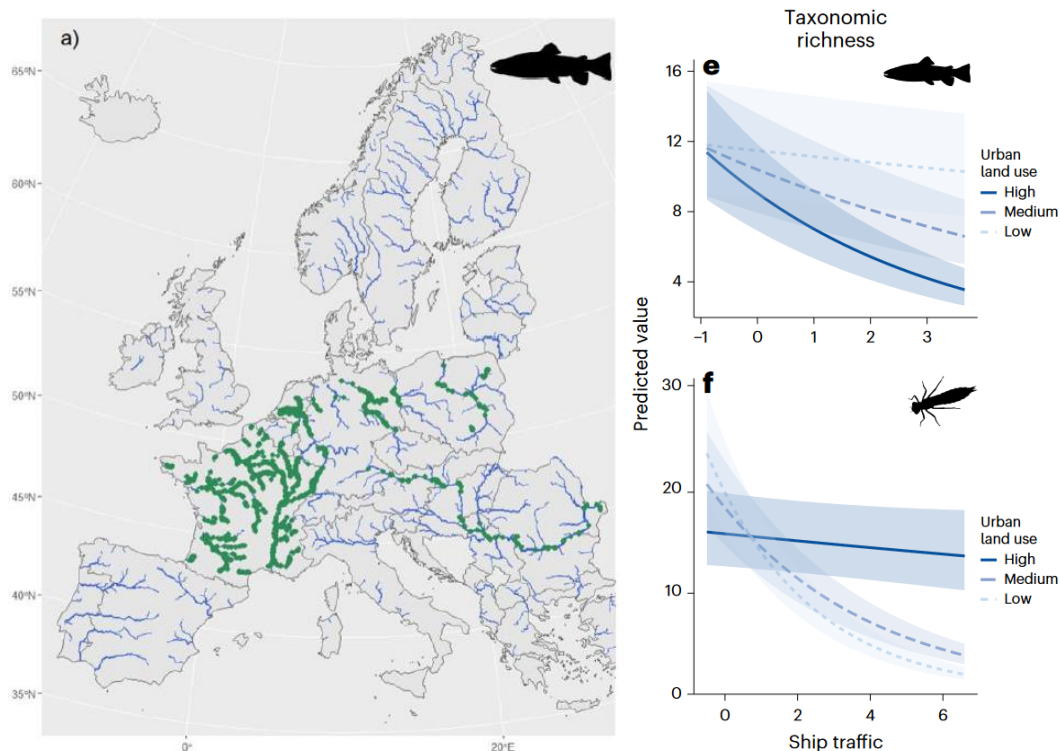 a)
65°N
60°N
55°N
50°N
45°N
40°N
35°N
0°
20°E
Taxonomic
richness
Predicted value
e
16
12
8
4
−1 0 1 2 3
Urban
land use
High
Medium
Low
f
30
20
10
0
0 2 4 6
Urban
land use
High
Medium
Low
Ship traffic